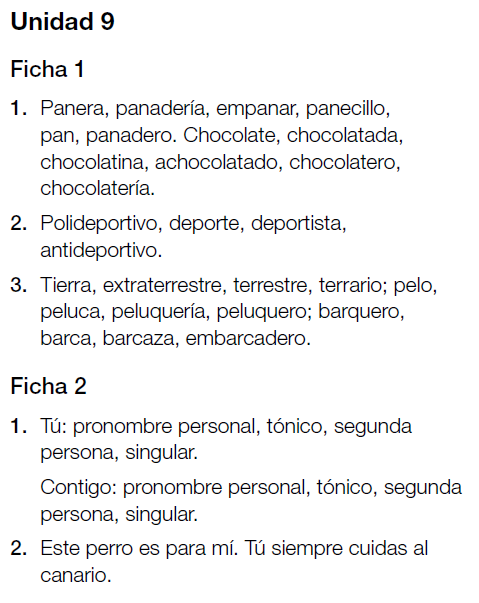 Unidad 9
Ficha 1
1. Panera, panadería, empanar, panecillo,
pan, panadero. Chocolate, chocolatada,
chocolatina, achocolatado, chocolatero,
chocolatería.
2. Polideportivo, deporte, deportista,
antideportivo.
3. Tierra, extraterrestre, terrestre, terrario; pelo,
peluca, peluquería, peluquero; barquero,
barca, barcaza, embarcadero.
Ficha 2
1. Tú: pronombre personal, tónico, segunda
persona, singular.
Contigo: pronombre personal, tónico, segunda
persona, singular.
2. Este perro es para mí. Tú siempre cuidas al
canario.